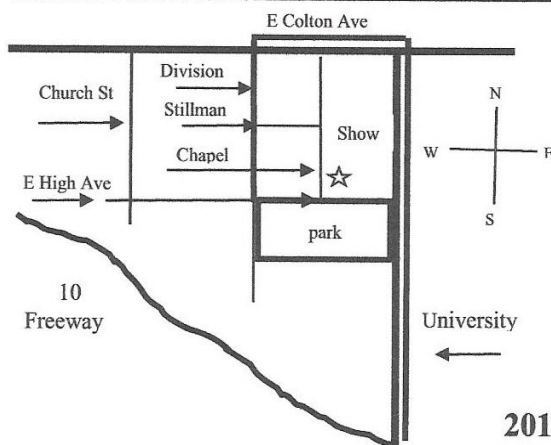 E Colton Ave
Division
Church St
Stillman
Show
Chapel
E High Ave
park
N
W
E
S
10
Freeway
University
201